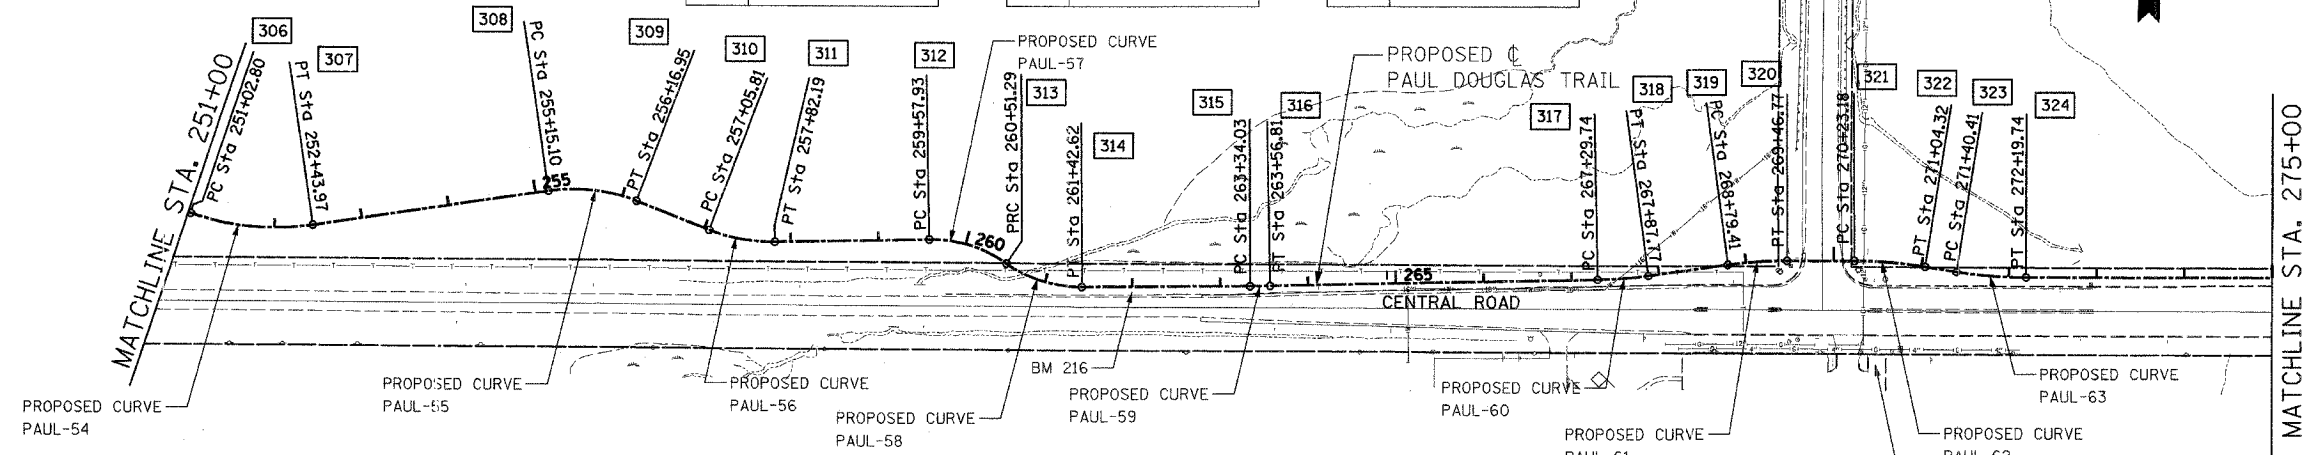 306
307
308
309
310
311
312
313
314
315
316
317
318
319
320
321
322
323
324
MATCHLINE STA. 251+00
PC Sta 251+02.80
PT Sta 252+43.97
PC Sta 255+15.10
PT Sta 256+16.95
PC Sta 257+05.81
PT Sta 257+82.19
PC Sta 259+57.93
PRC Sta 260+51.29
PT Sta 261+42.62
PC Sta 263+34.03
PT Sta 263+56.81
PC Sta 267+29.74
PT Sta 267+87.77
PC Sta 268+79.41
PT Sta 269+46.77
PC Sta 270+23.18
PT Sta 271+04.32
PC Sta 271+40.41
PT Sta 272+19.74
MATCHLINE STA. 275+00
PROPOSED CURVE
PAUL-57
PROPOSED ℄
PAUL DOUGLAS TRAIL
255
260
265
CENTRAL ROAD
BM 216
PROPOSED CURVE
PAUL-54
PROPOSED CURVE
PAUL-55
PROPOSED CURVE
PAUL-56
PROPOSED CURVE
PAUL-58
PROPOSED CURVE
PAUL-59
PROPOSED CURVE
PAUL-60
PROPOSED CURVE
PROPOSED CURVE
PROPOSED CURVE
PAUL-63